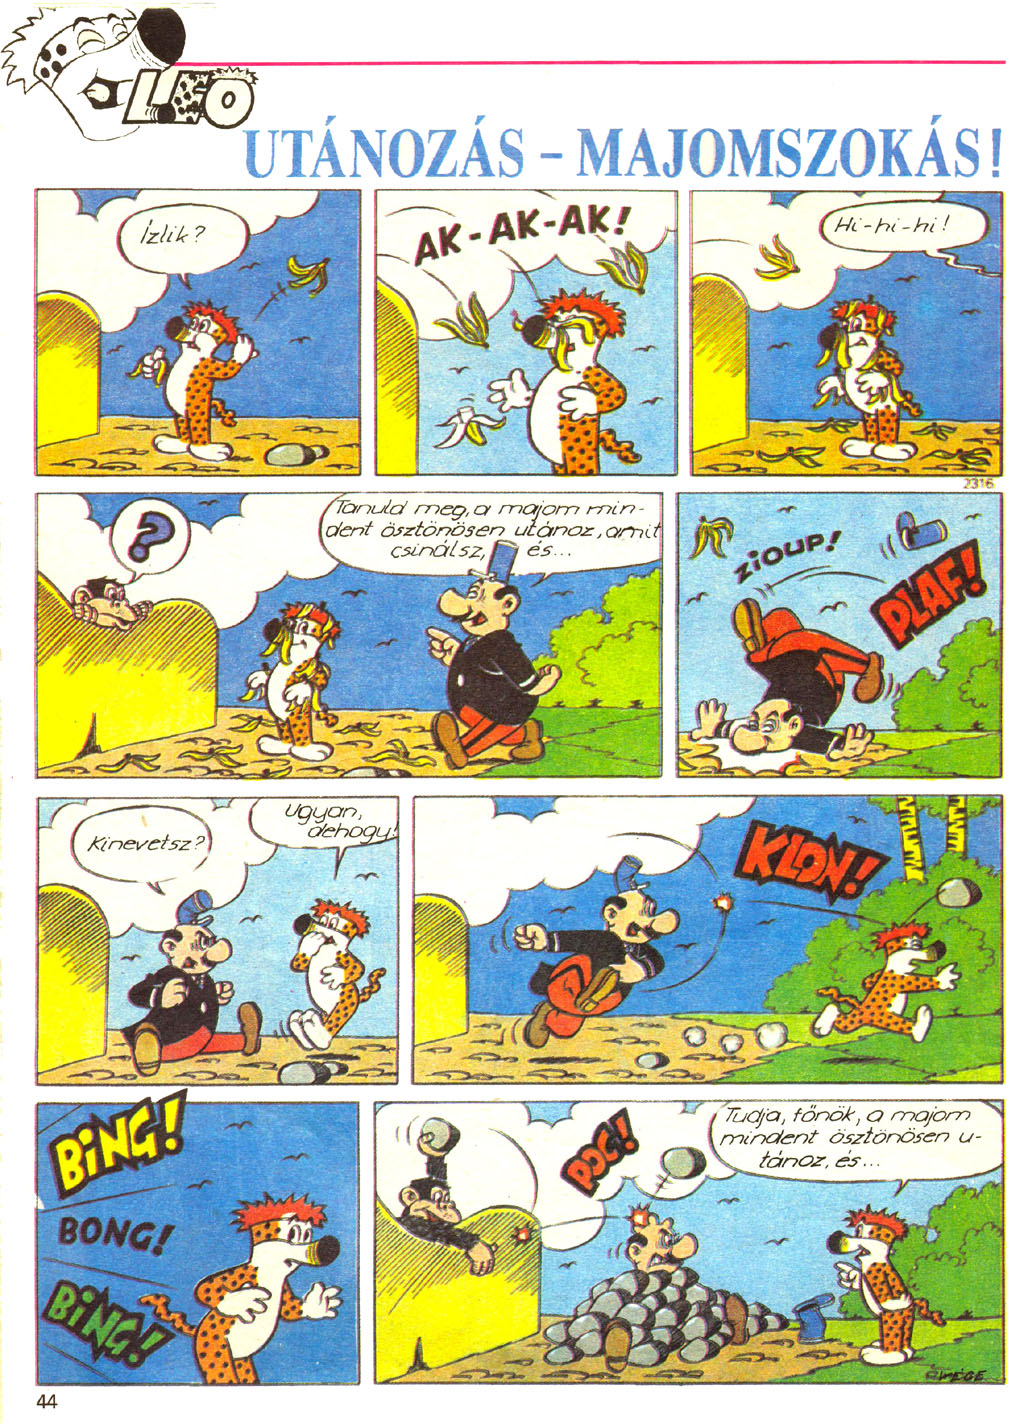 LEO
UTÁNOZÁS – MAJOMSZOKÁS!
Ízlik?
AK-AK-AK!
Hi-hi-hi!
2316
?
Tanuld meg, a majom min-
dent ösztönösen utánoz, amit
csinálsz, és...
ZIOUP!
PLAF!
Kinevetsz?
Ugyan,
dehogy!
KLON!
BING!
BONG!
BING!
POC!
Tudja, főnök, a majom
mindent ösztönösen u-
tánoz, és...
44